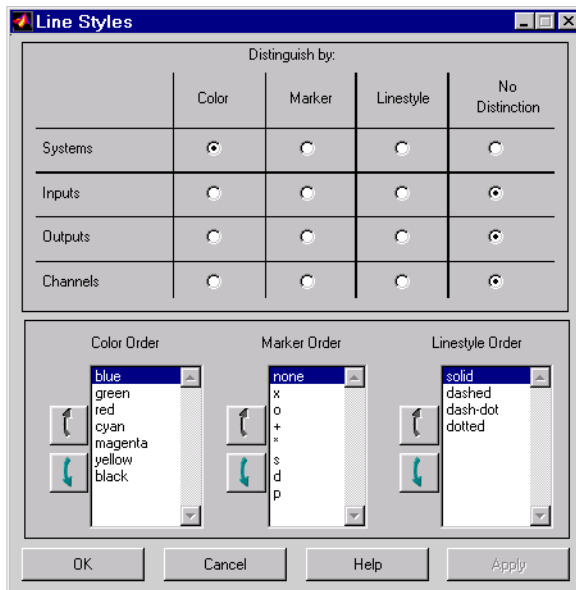 Line Styles
Distinguish by:
Color Marker Linestyle No Distinction
Systems
Inputs
Outputs
Channels
Color Order
blue
green
red
cyan
magenta
yellow
black
Marker Order
none
x
o
+
*
s
d
p
Linestyle Order
solid
dashed
dash-dot
dotted
OK Cancel Help Apply